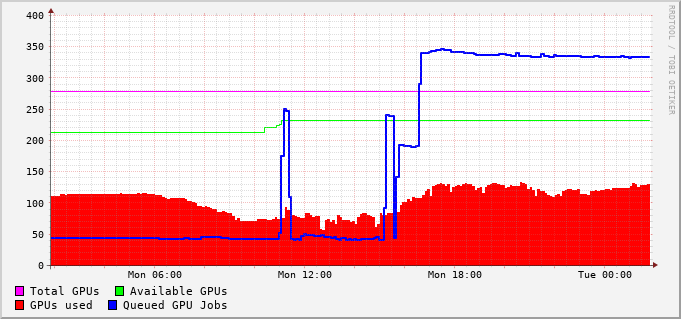 400
350
300
250
200
150
100
50
0
Mon 06:00 Mon 12:00 Mon 18:00 Tue 00:00
Total GPUs Available GPUs
GPUs used Queued GPU Jobs
RRDTOOL / TOBI OETIKER